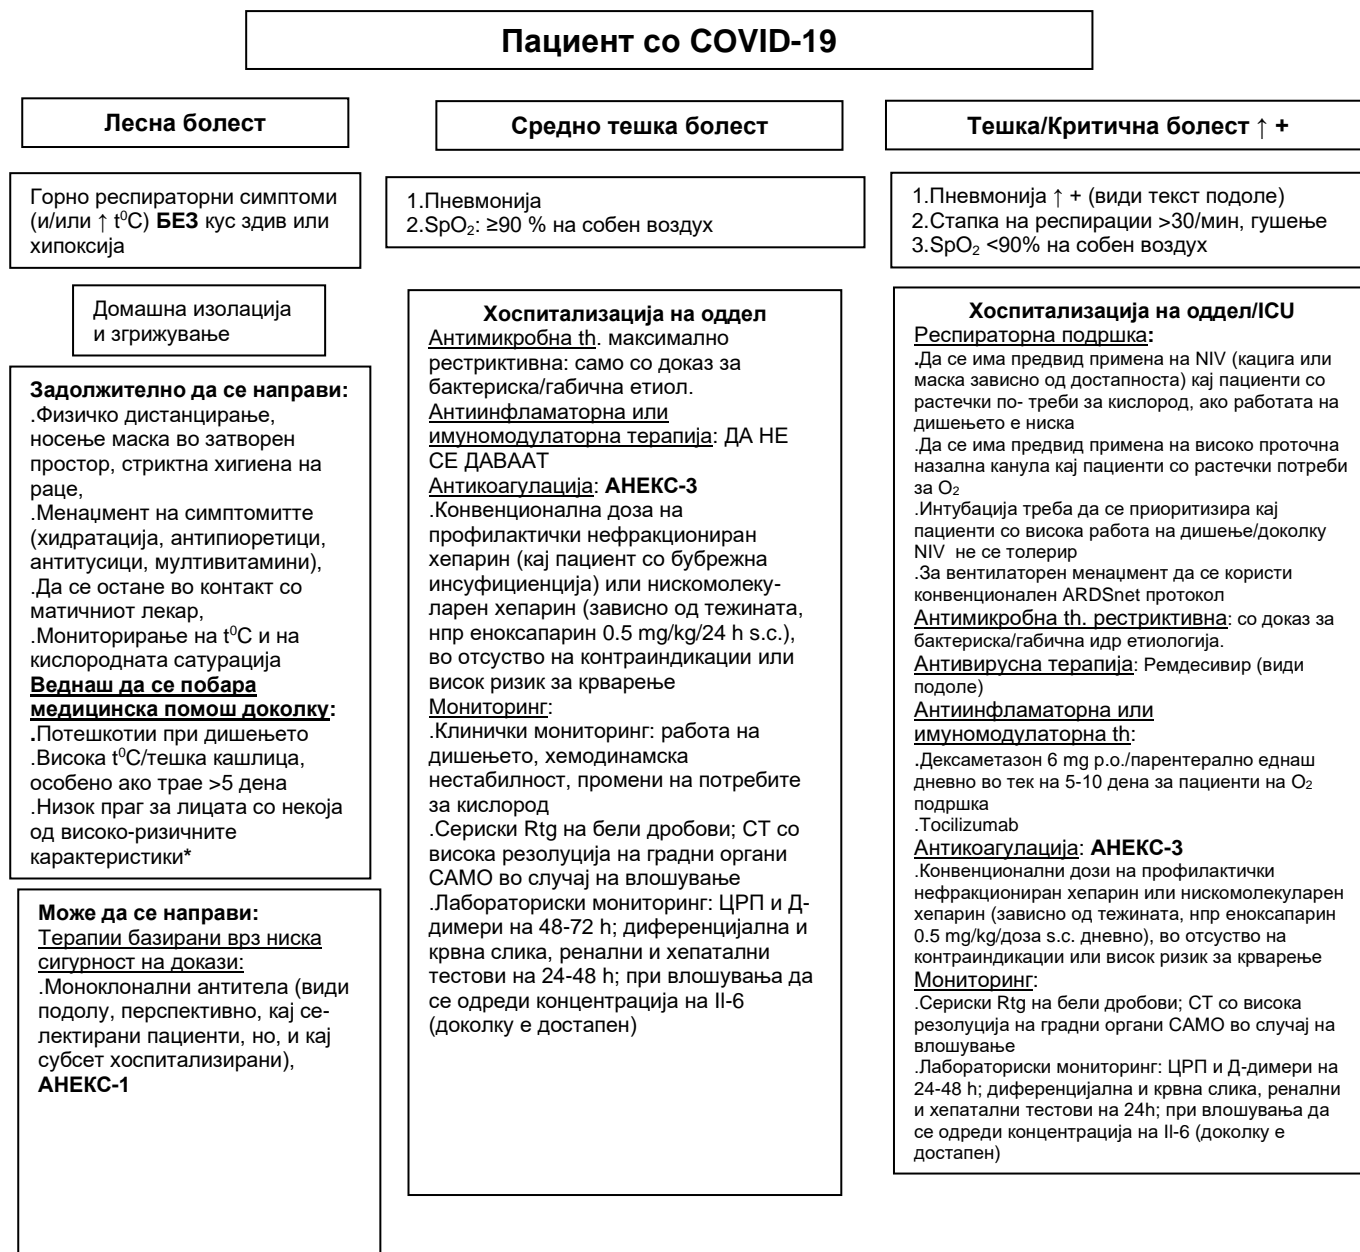 Пациент со COVID-19
Лесна болест
Горно респираторни симптоми
(и/или ↑ t⁰C) БЕЗ кус здив или
хипоксија
Домашна изолација
и згрижување
Задолжително да се направи:
.Физичко дистанцирање,
носење маска во затворен
простор, стриктна хигиена на
раце,
.Менаџмент на симптомитте
(хидратација, антипиоретици,
антитусици, мултивитамини),
.Да се остане во контакт со
матичниот лекар,
.Мониторирање на t⁰C и на
кислородната сатурација
Веднаш да се побара
медицинска помош доколку:
.Потешкотии при дишењето
.Висока t⁰C/тешка кашлица,
особено ако трае >5 дена
.Низок праг за лицата со некоја
од високо-ризичните
карактеристики*
Може да се направи:
Терапии базирани врз ниска
сигурност на докази:
.Моноклонални антитела (види
подолу, перспективно, кај се-
лектирани пациенти, но, и кај
субсет хоспитализирани),
АНЕКС-1
Средно тешка болест
1.Пневмонија
2.SpO₂: ≥90 % на собен воздух
Хоспитализација на оддел
Антимикробна th. максимално
рестриктивна: само со доказ за
бактериска/габична етиол.
Антиинфламаторна или
имуномодулаторна терапија: ДА НЕ
СЕ ДАВААТ
Антикоагулација: АНЕКС-3
.Конвенционална доза на
профилактички нефракциониран
хепарин (кај пациент со бубрежна
инсуфициенција) или нискомолеку-
ларен хепарин (зависно од тежината,
нпр еноксапарин 0.5 mg/kg/24 h s.c.),
во отсуство на контраиндикации или
висок ризик за крварење
Мониторинг:
.Клинички мониторинг: работа на
дишењето, хемодинамска
нестабилност, промени на потребите
за кислород
.Сериски Rtg на бели дробови; CT со
висока резолуција на градни органи
САМО во случај на влошување
.Лабораториски мониторинг: ЦРП и Д-
димери на 48-72 h; диференцијална и
крвна слика, ренални и хепатални
тестови на 24-48 h; при влошувања да
се одреди концентрација на Il-6
(доколку е достапен)
Тешка/Критична болест ↑ +
1.Пневмонија ↑ + (види текст подоле)
2.Стапка на респирации >30/мин, гушење
3.SpO₂ <90% на собен воздух
Хоспитализација на оддел/ICU
Респираторна подршка:
.Да се има предвид примена на NIV (кацига или
маска зависно од достапноста) кај пациенти со
растечки по- треби за кислород, ако работата на
дишењето е ниска
.Да се има предвид примена на високо проточна
назална канула кај пациенти со растечки потреби
за O₂
.Интубација треба да се приоритизира кај
пациенти со висока работа на дишење/доколку
NIV не се толерир
.За вентилаторен менаџмент да се користи
конвенционален ARDSnet протокол
Антимикробна th. рестриктивна: со доказ за
бактериска/габична идр етиологија.
Антивирусна терапија: Ремдесивир (види
подоле)
Антиинфламаторна или
имуномодулаторна th:
.Дексаметазон 6 mg p.o./парентерално еднаш
дневно во тек на 5-10 дена за пациенти на O₂
подршка
.Tocilizumab
Антикоагулација: АНЕКС-3
.Конвенционални дози на профилактички
нефракциониран хепарин или нискомолекуларен
хепарин (зависно од тежината, нпр еноксапарин
0.5 mg/kg/доза s.c. дневно), во отсуство на
контраиндикации или висок ризик за крварење
Мониторинг:
.Сериски Rtg на бели дробови; CT со висока
резолуција на градни органи САМО во случај на
влошување
.Лабораториски мониторинг: ЦРП и Д-димери на
24-48 h; диференцијална и крвна слика, ренални
и хепатални тестови на 24h; при влошувања да
се одреди концентрација на Il-6 (доколку е
достапен)